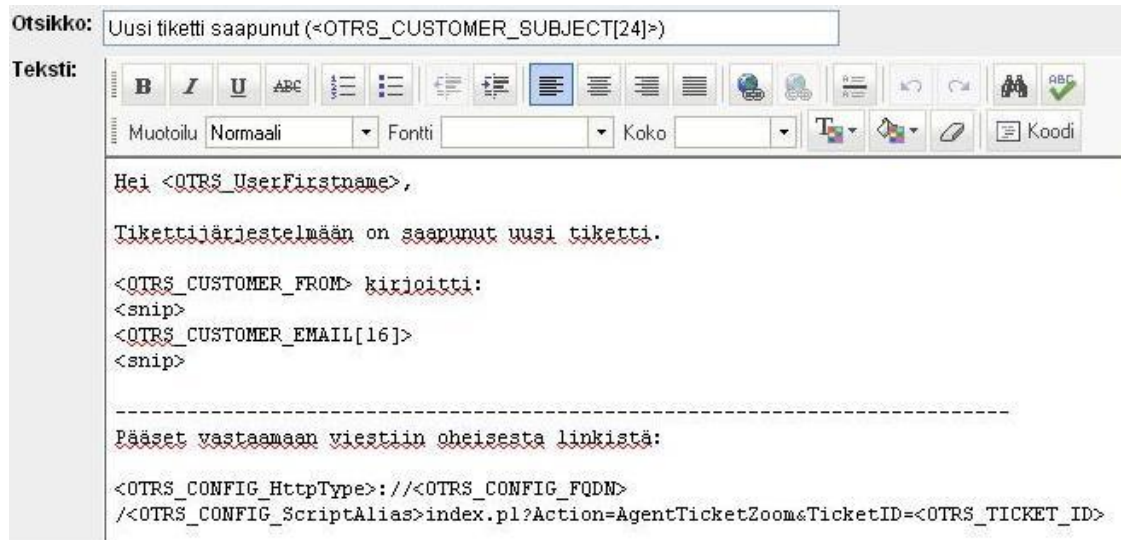 Otsikko: Uusi tiketti saapunut (<OTRS_CUSTOMER_SUBJECT[24]>)
Teksti:
B I U ABC ABC
Muotoilu Normaali Fontti Koko T Koodi
Hei <OTRS_UserFirstname>,
Tikettijärjestelmään on saapunut uusi tiketti.
<OTRS_CUSTOMER_FROM> kirjoitti:
<snip>
<OTRS_CUSTOMER_EMAIL[16]>
<snip>
---------------------------------------------------------------------------
Pääset vastaamaan viestiin oheisesta linkistä:
<OTRS_CONFIG_HttpType>://<OTRS_CONFIG_FQDN>
/<OTRS_CONFIG_ScriptAlias>index.pl?Action=AgentTicketZoom&TicketID=<OTRS_TICKET_ID>